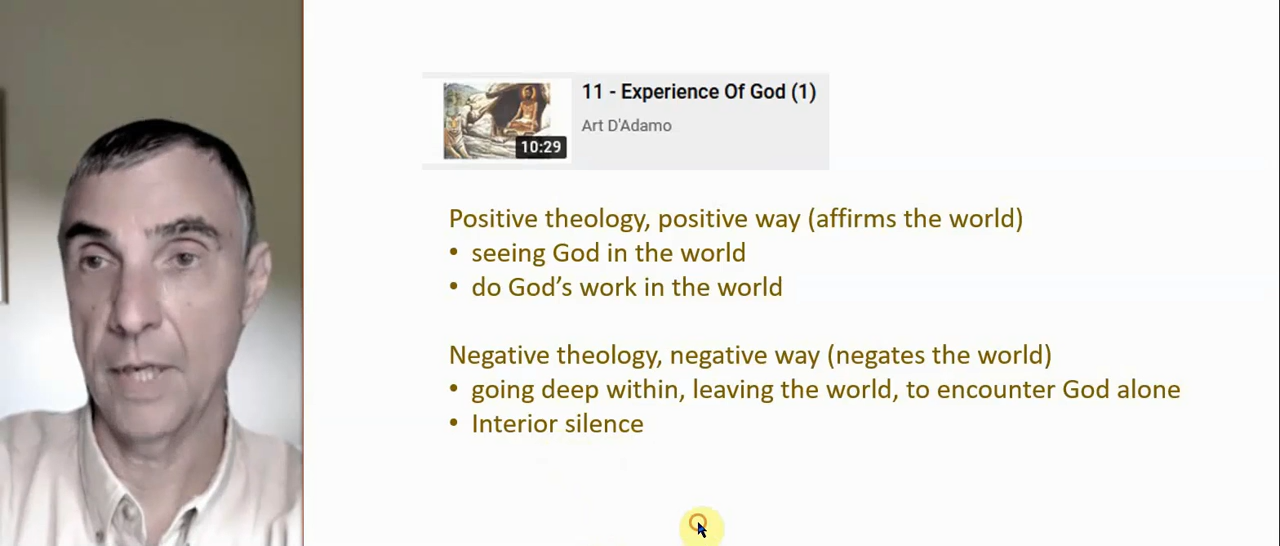 11 - Experience Of God (1)
Art D'Adamo
10:29
Positive theology, positive way (affirms the world)
• seeing God in the world
• do God’s work in the world
Negative theology, negative way (negates the world)
• going deep within, leaving the world, to encounter God alone
• Interior silence